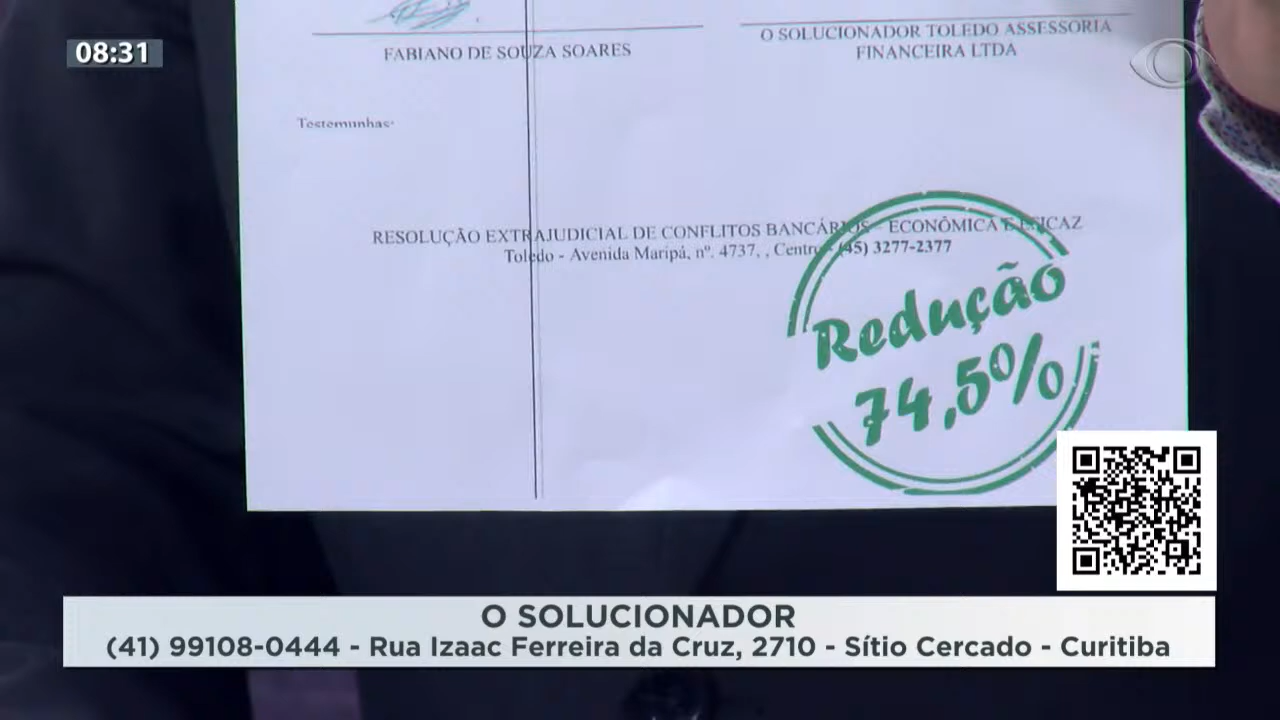 08:31
FABIANO DE SOUZA SOARES
O SOLUCIONADOR TOLEDO ASSESSORIA
FINANCEIRA LTDA
Testemunhas:
RESOLUÇÃO EXTRAJUDICIAL DE CONFLITOS BANCÁRIOS - ECONÔMICA E EFICAZ
Toledo - Avenida Maripá, nº. 4737, , Centro - (45) 3277-2377
Redução
74,5%
O SOLUCIONADOR
(41) 99108-0444 - Rua Izaac Ferreira da Cruz, 2710 - Sítio Cercado - Curitiba